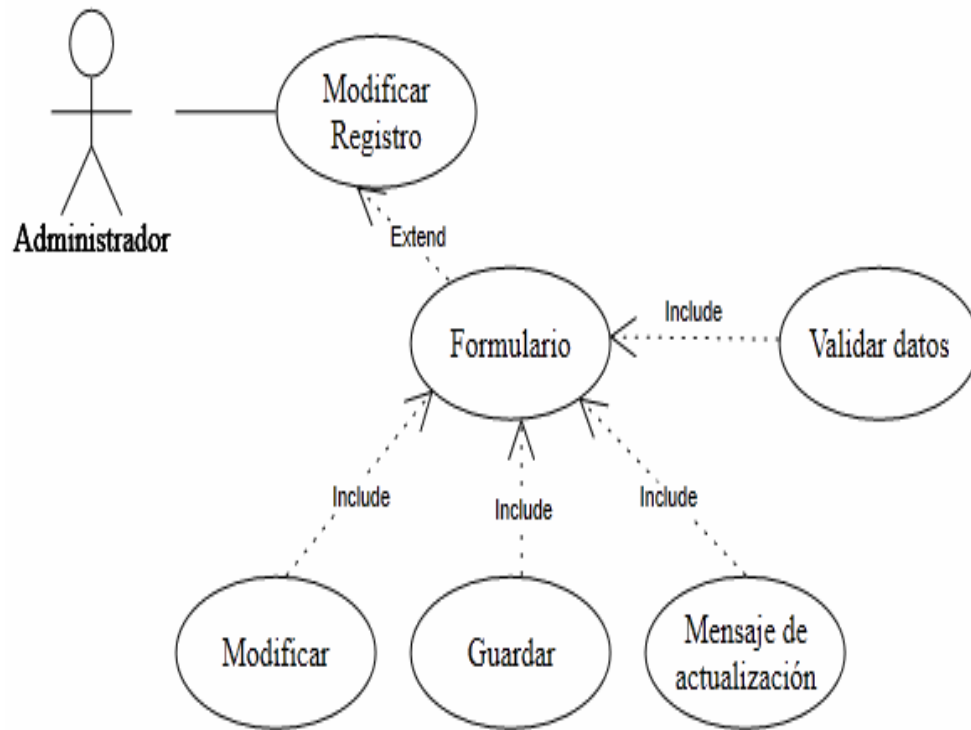 Modificar
Registro
Administrador
Extend
Formulario
Include
Validar datos
Include
Include
Include
Modificar
Guardar
Mensaje de
actualización